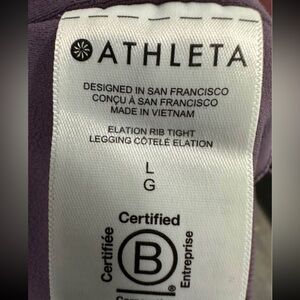 ATHLETA
DESIGNED IN SAN FRANCISCO
CONÇU À SAN FRANCISCO
MADE IN VIETNAM
ELATION RIB TIGHT
LEGGING CÔTELÉ ELATION
L
G
Certified
Certifiée
B
Entreprise
®